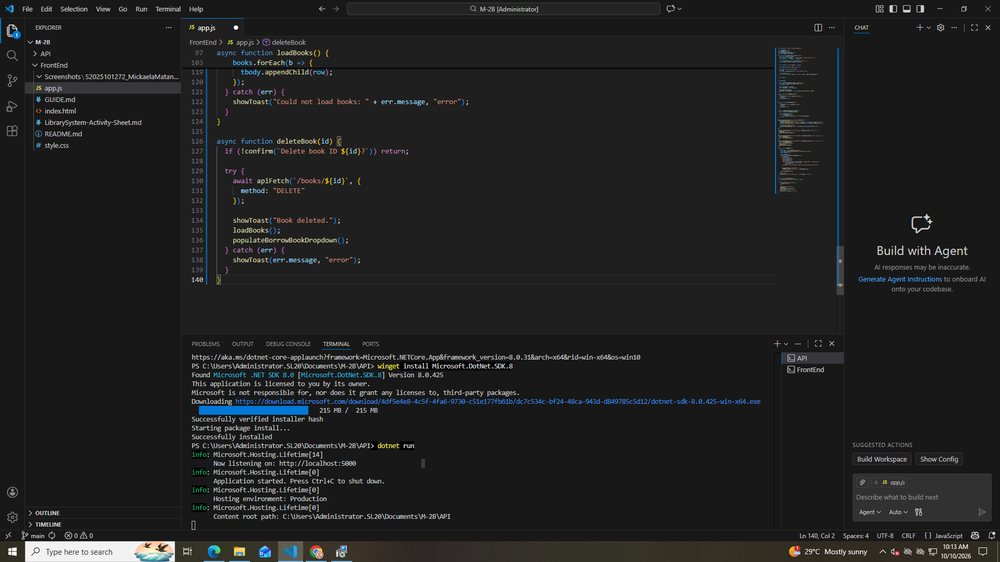 File Edit Selection View Go Run Terminal Help
M-2B [Administrator]
EXPLORER
1
M-2B
API
FrontEnd
Screenshots\S2025101272_MickaelaMatan...
JS app.js
GUIDE.md
<> index.html
LibrarySystem-Activity-Sheet.md
README.md
# style.css
OUTLINE
TIMELINE
JS app.js
FrontEnd > JS app.js > deleteBook
97 async function loadBooks() {
103 books.forEach(b => {
119 tbody.appendChild(row);
120 });
121 } catch (err) {
122 showToast("Could not load books: " + err.message, "error");
123 }
124 }
125
126 async function deleteBook(id) {
127 if (!confirm(`Delete book ID ${id}?`)) return;
128
129 try {
130 await apiFetch(`/books/${id}`, {
131 method: "DELETE"
132 });
133
134 showToast("Book deleted.");
135 loadBooks();
136 populateBorrowBookDropdown();
137 } catch (err) {
138 showToast(err.message, "error");
139 }
140 }
PROBLEMS OUTPUT DEBUG CONSOLE TERMINAL PORTS
https://aka.ms/dotnet-core-applaunch?framework=Microsoft.NETCore.App&framework_version=8.0.31&arch=x64&rid=win-x64&os=win10
PS C:\Users\Administrator.SL20\Documents\M-2B\API> winget install Microsoft.DotNet.SDK.8
Found Microsoft .NET SDK 8.0 [Microsoft.DotNet.SDK.8] Version 8.0.425
This application is licensed to you by its owner.
Microsoft is not responsible for, nor does it grant any licenses to, third-party packages.
Downloading https://download.microsoft.com/download/4df5e4e8-4c5f-4fa6-9730-c51e177fb61b/dc7c534c-bf24-48ca-943d-d849785c5d12/dotnet-sdk-8.0.425-win-x64.exe
215 MB / 215 MB
Successfully verified installer hash
Starting package install...
Successfully installed
PS C:\Users\Administrator.SL20\Documents\M-2B\API> dotnet run
info: Microsoft.Hosting.Lifetime[14]
Now listening on: http://localhost:5000
info: Microsoft.Hosting.Lifetime[0]
Application started. Press Ctrl+C to shut down.
info: Microsoft.Hosting.Lifetime[0]
Hosting environment: Production
info: Microsoft.Hosting.Lifetime[0]
Content root path: C:\Users\Administrator.SL20\Documents\M-2B\API
API
FrontEnd
CHAT
Build with Agent
AI responses may be inaccurate.
Generate Agent Instructions to onboard AI
onto your codebase.
SUGGESTED ACTIONS
Build Workspace Show Config
+ JS app.js
Describe what to build next
Agent Auto
main 0 0
Ln 140, Col 2 Spaces: 4 UTF-8 CRLF { } JavaScript
Type here to search
1 29°C Mostly sunny
10:13 AM
10/10/2026